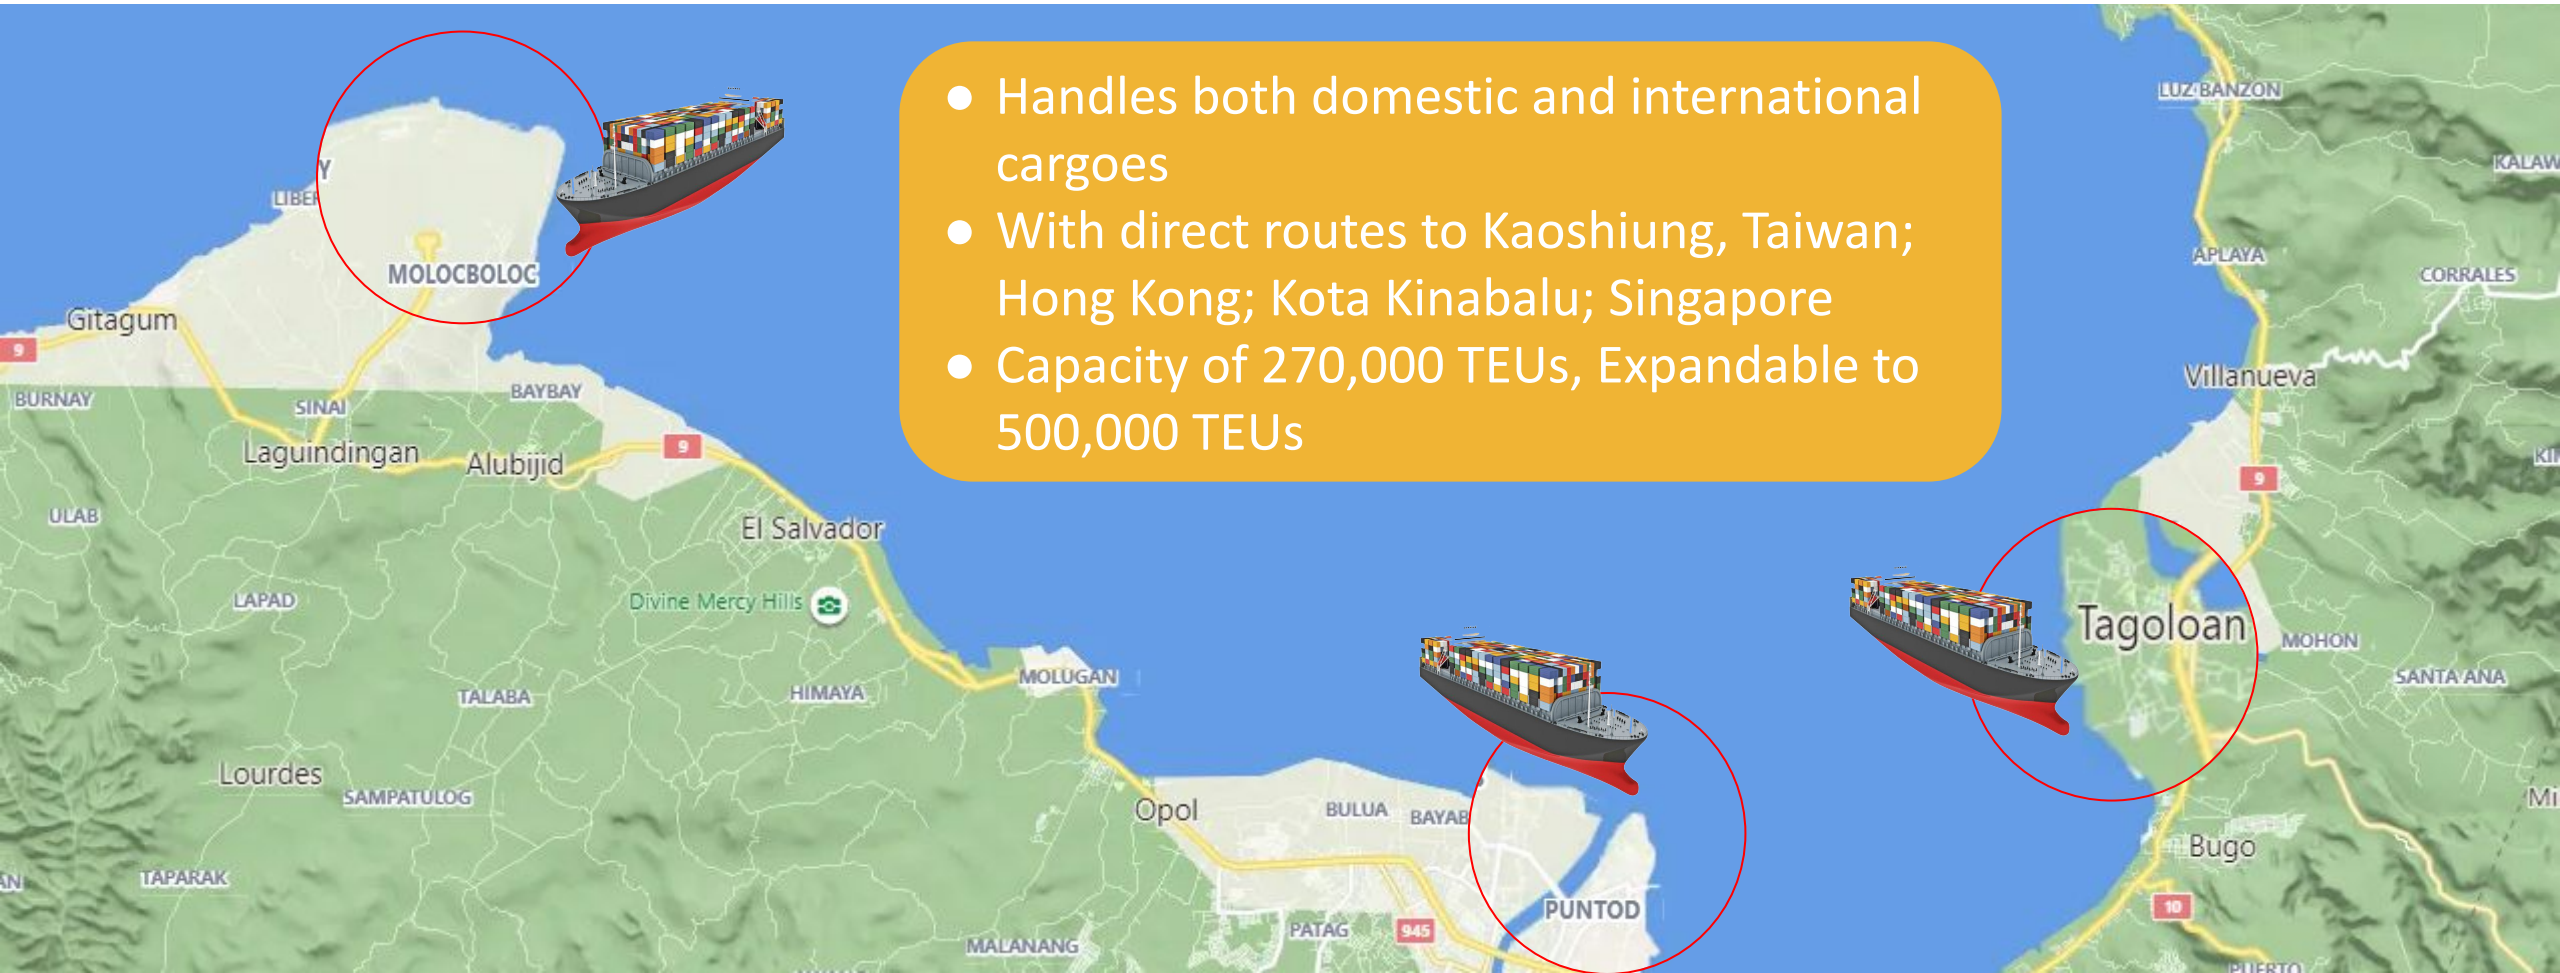 ● Handles both domestic and international
cargoes
● With direct routes to Kaoshiung, Taiwan;
Hong Kong; Kota Kinabalu; Singapore
● Capacity of 270,000 TEUs, Expandable to
500,000 TEUs
LUZ BANZON
APLAYA
CORRALES
MOLOCBOLOC
Gitagum
9
Villanueva
BURNAY
SINAI
BAYBAY
Laguindingan
Alubijid
9
9
ULAB
El Salvador
LAPAD
Divine Mercy Hills
Tagoloan
MOHON
TALABA
HIMAYA
MOLUGAN
SANTA ANA
Lourdes
SAMPATULOG
Opol
BULUA
Bugo
TAPARAK
PUNTOD
10
MALANANG
PATAG
945